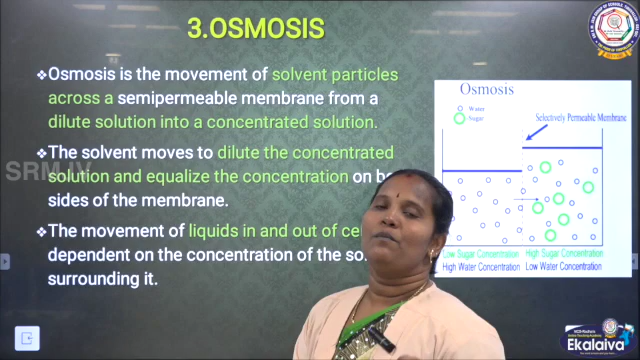 3.OSMOSIS
❖Osmosis is the movement of solvent particles
across a semipermeable membrane from a
dilute solution into a concentrated solution.
❖The solvent moves to dilute the concentrated
solution and equalize the concentration on
sides of the membrane.
❖The movement of liquids in and out of
dependent on the concentration of the
surrounding it.
SRM IV
Osmosis
Water
Sugar
Selectively Permeable Membrane
Low Sugar Concentration
High Water Concentration
High Sugar Concentration
Low Water Concentration
Ekalaiva